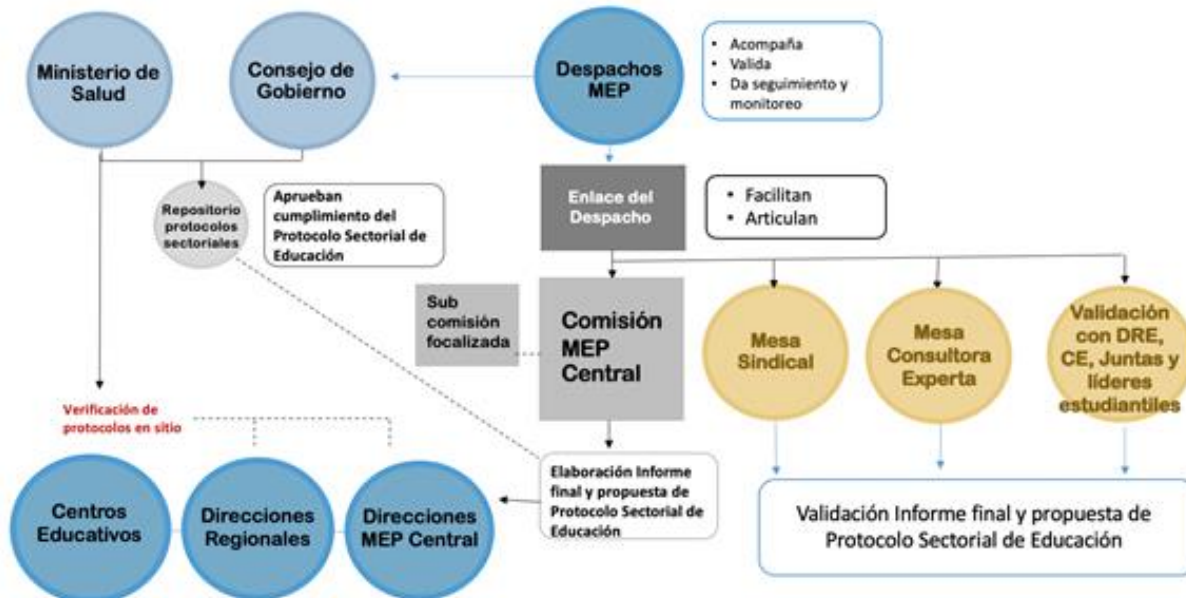 Ministerio de
Salud
Consejo de
Gobierno
Despachos
MEP
• Acompaña
• Valida
• Da seguimiento y
monitoreo
Repositorio
protocolos
sectoriales
Aprueban
cumplimiento del
Protocolo Sectorial de
Educación
Enlace del
Despacho
• Facilitan
• Articulan
Sub
comisión
focalizada
Comisión
MEP
Central
Mesa
Sindical
Mesa
Consultora
Experta
Validación
con DRE,
CE, Juntas y
líderes
estudiantiles
Verificación de
protocolos en sitio
Centros
Educativos
Direcciones
Regionales
Direcciones
MEP Central
Elaboración Informe
final y propuesta de
Protocolo Sectorial de
Educación
Validación Informe final y propuesta de
Protocolo Sectorial de Educación